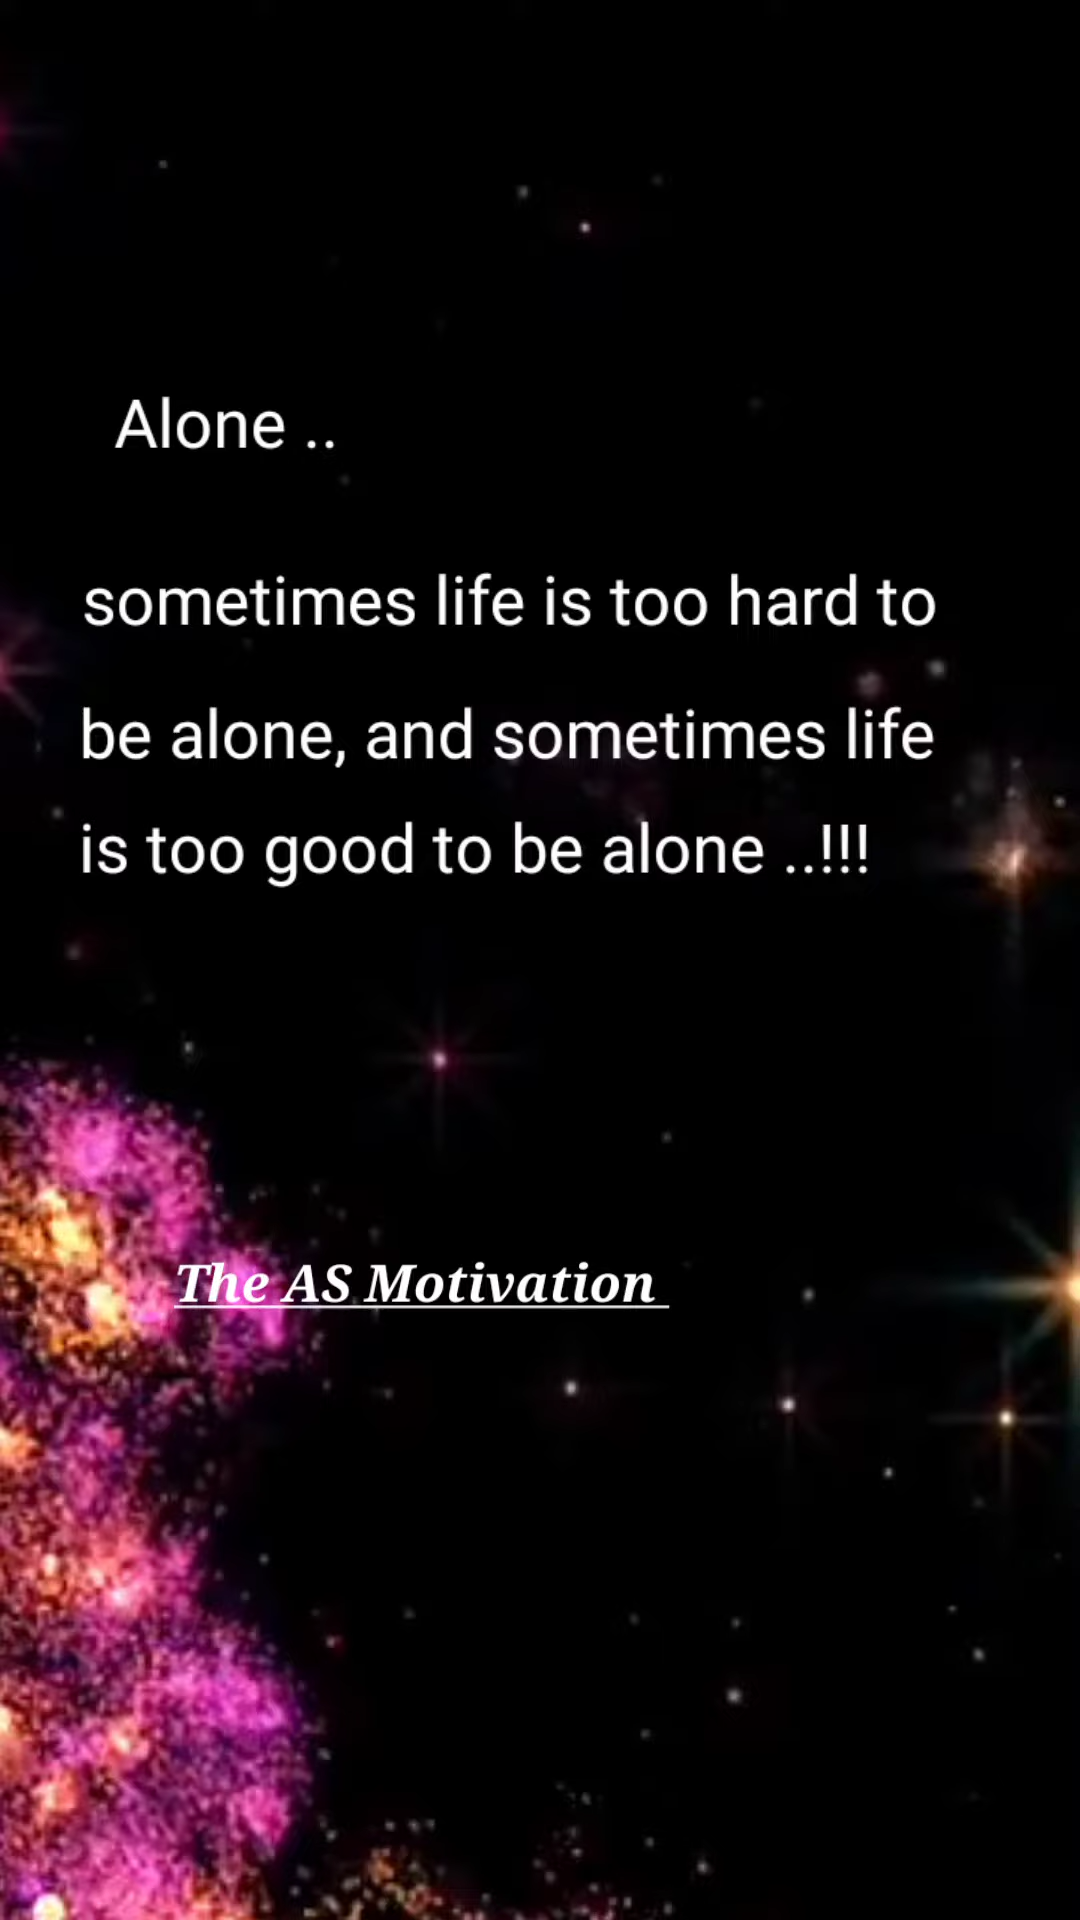 Alone ..
sometimes life is too hard to
be alone, and sometimes life
is too good to be alone ..!!!
The AS Motivation